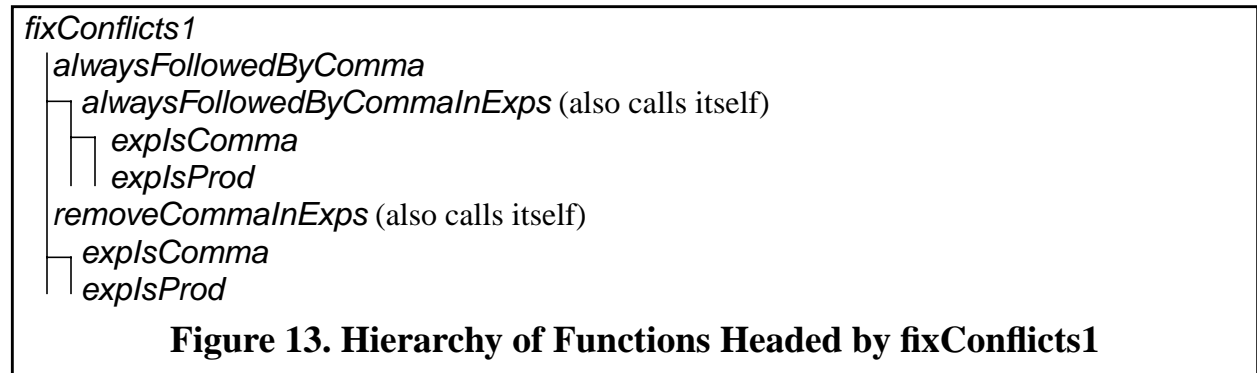 fixConflicts1
alwaysFollowedByComma
alwaysFollowedByCommaInExps (also calls itself)
expIsComma
expIsProd
removeCommaInExps (also calls itself)
expIsComma
expIsProd
Figure 13. Hierarchy of Functions Headed by fixConflicts1